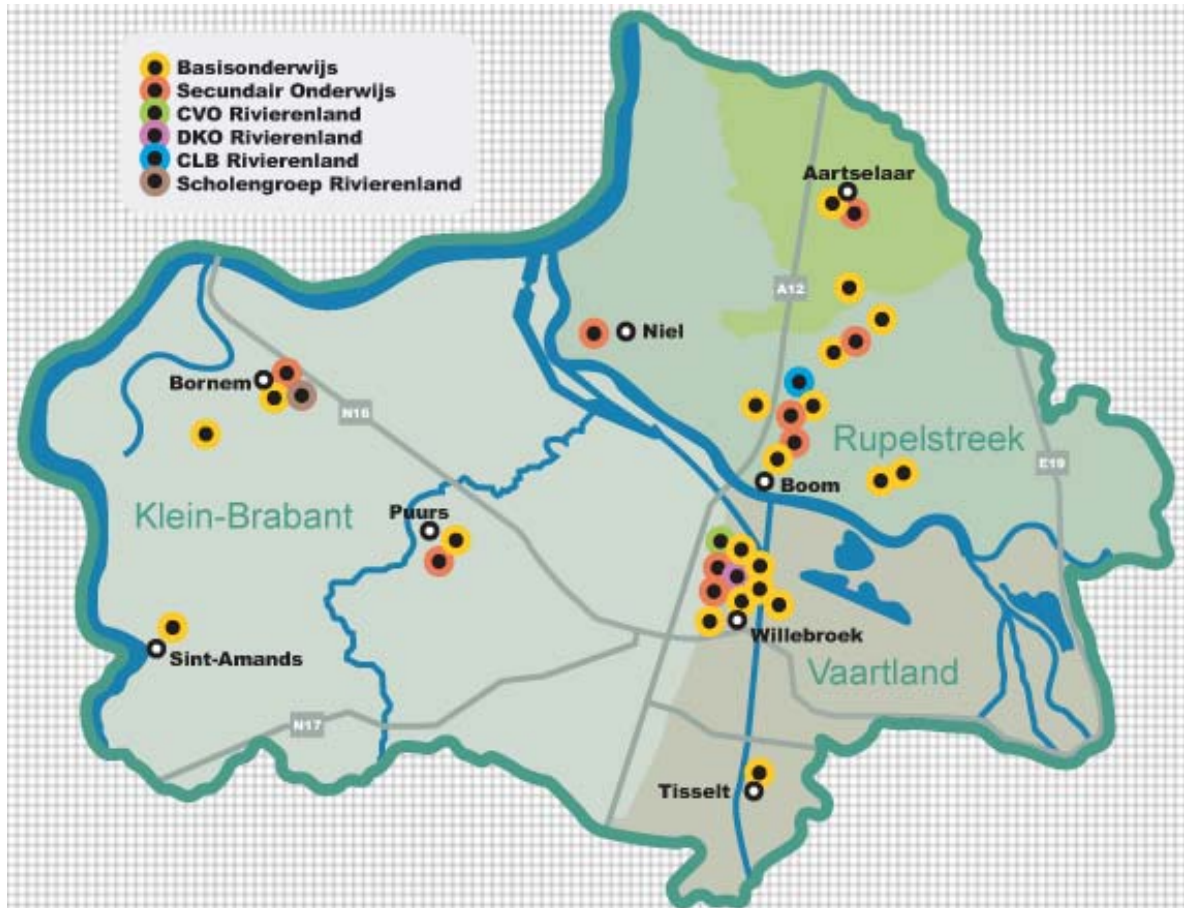 Basisonderwijs
Secundair Onderwijs
CVO Rivierenland
DKO Rivierenland
CLB Rivierenland
Scholengroep Rivierenland
Aartselaar
A12
Niel
Bornem
N16
Rupelstreek
E19
Boom
Klein-Brabant
Puurs
Willebroek
Sint-Amands
Vaartland
N17
Tisselt